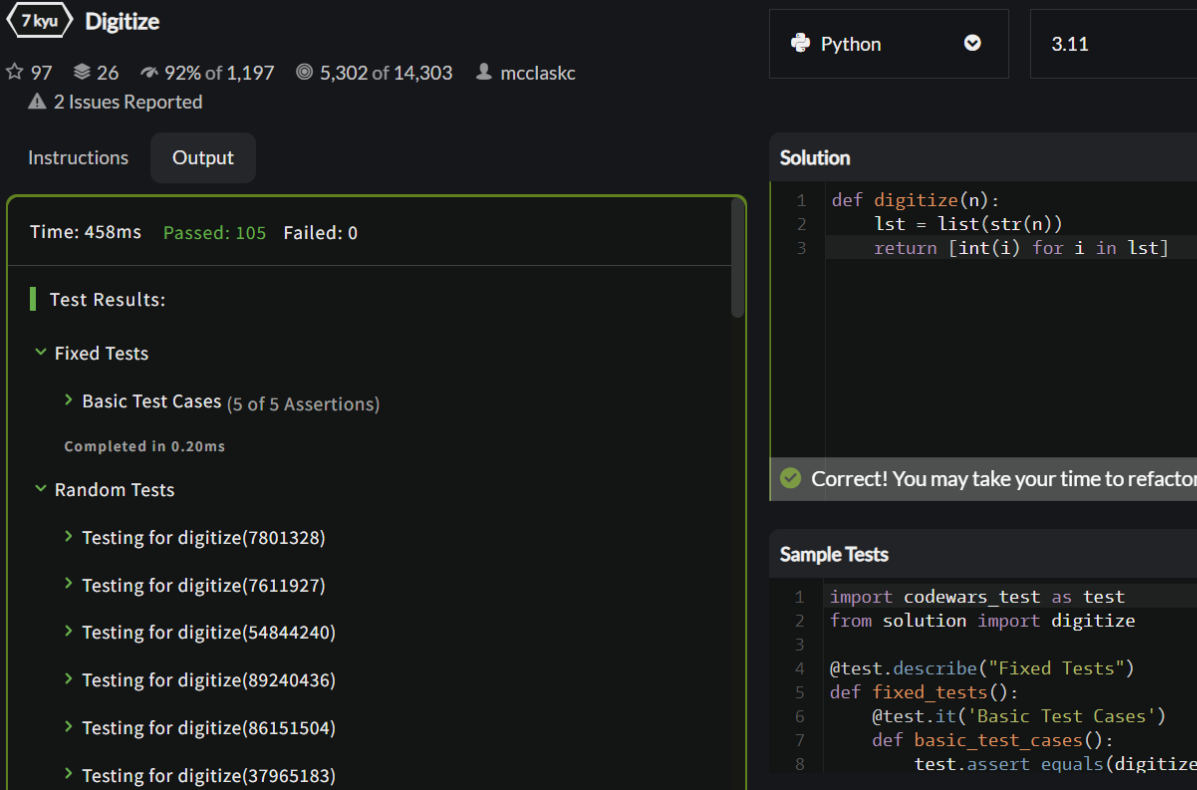 7 kyu Digitize
97 26 92% of 1,197 5,302 of 14,303 mcclaskc
2 Issues Reported
Instructions Output
Time: 458ms Passed: 105 Failed: 0
Test Results:
Fixed Tests
Basic Test Cases (5 of 5 Assertions)
Completed in 0.20ms
Random Tests
Testing for digitize(7801328)
Testing for digitize(7611927)
Testing for digitize(54844240)
Testing for digitize(89240436)
Testing for digitize(86151504)
Testing for digitize(37965183)
Python 3.11
Solution
1 def digitize(n):
2     lst = list(str(n))
3     return [int(i) for i in lst]
Correct! You may take your time to refactor
Sample Tests
1 import codewars_test as test
2 from solution import digitize
3
4 @test.describe("Fixed Tests")
5 def fixed_tests():
6     @test.it('Basic Test Cases')
7     def basic_test_cases():
8         test.assert_equals(digitize